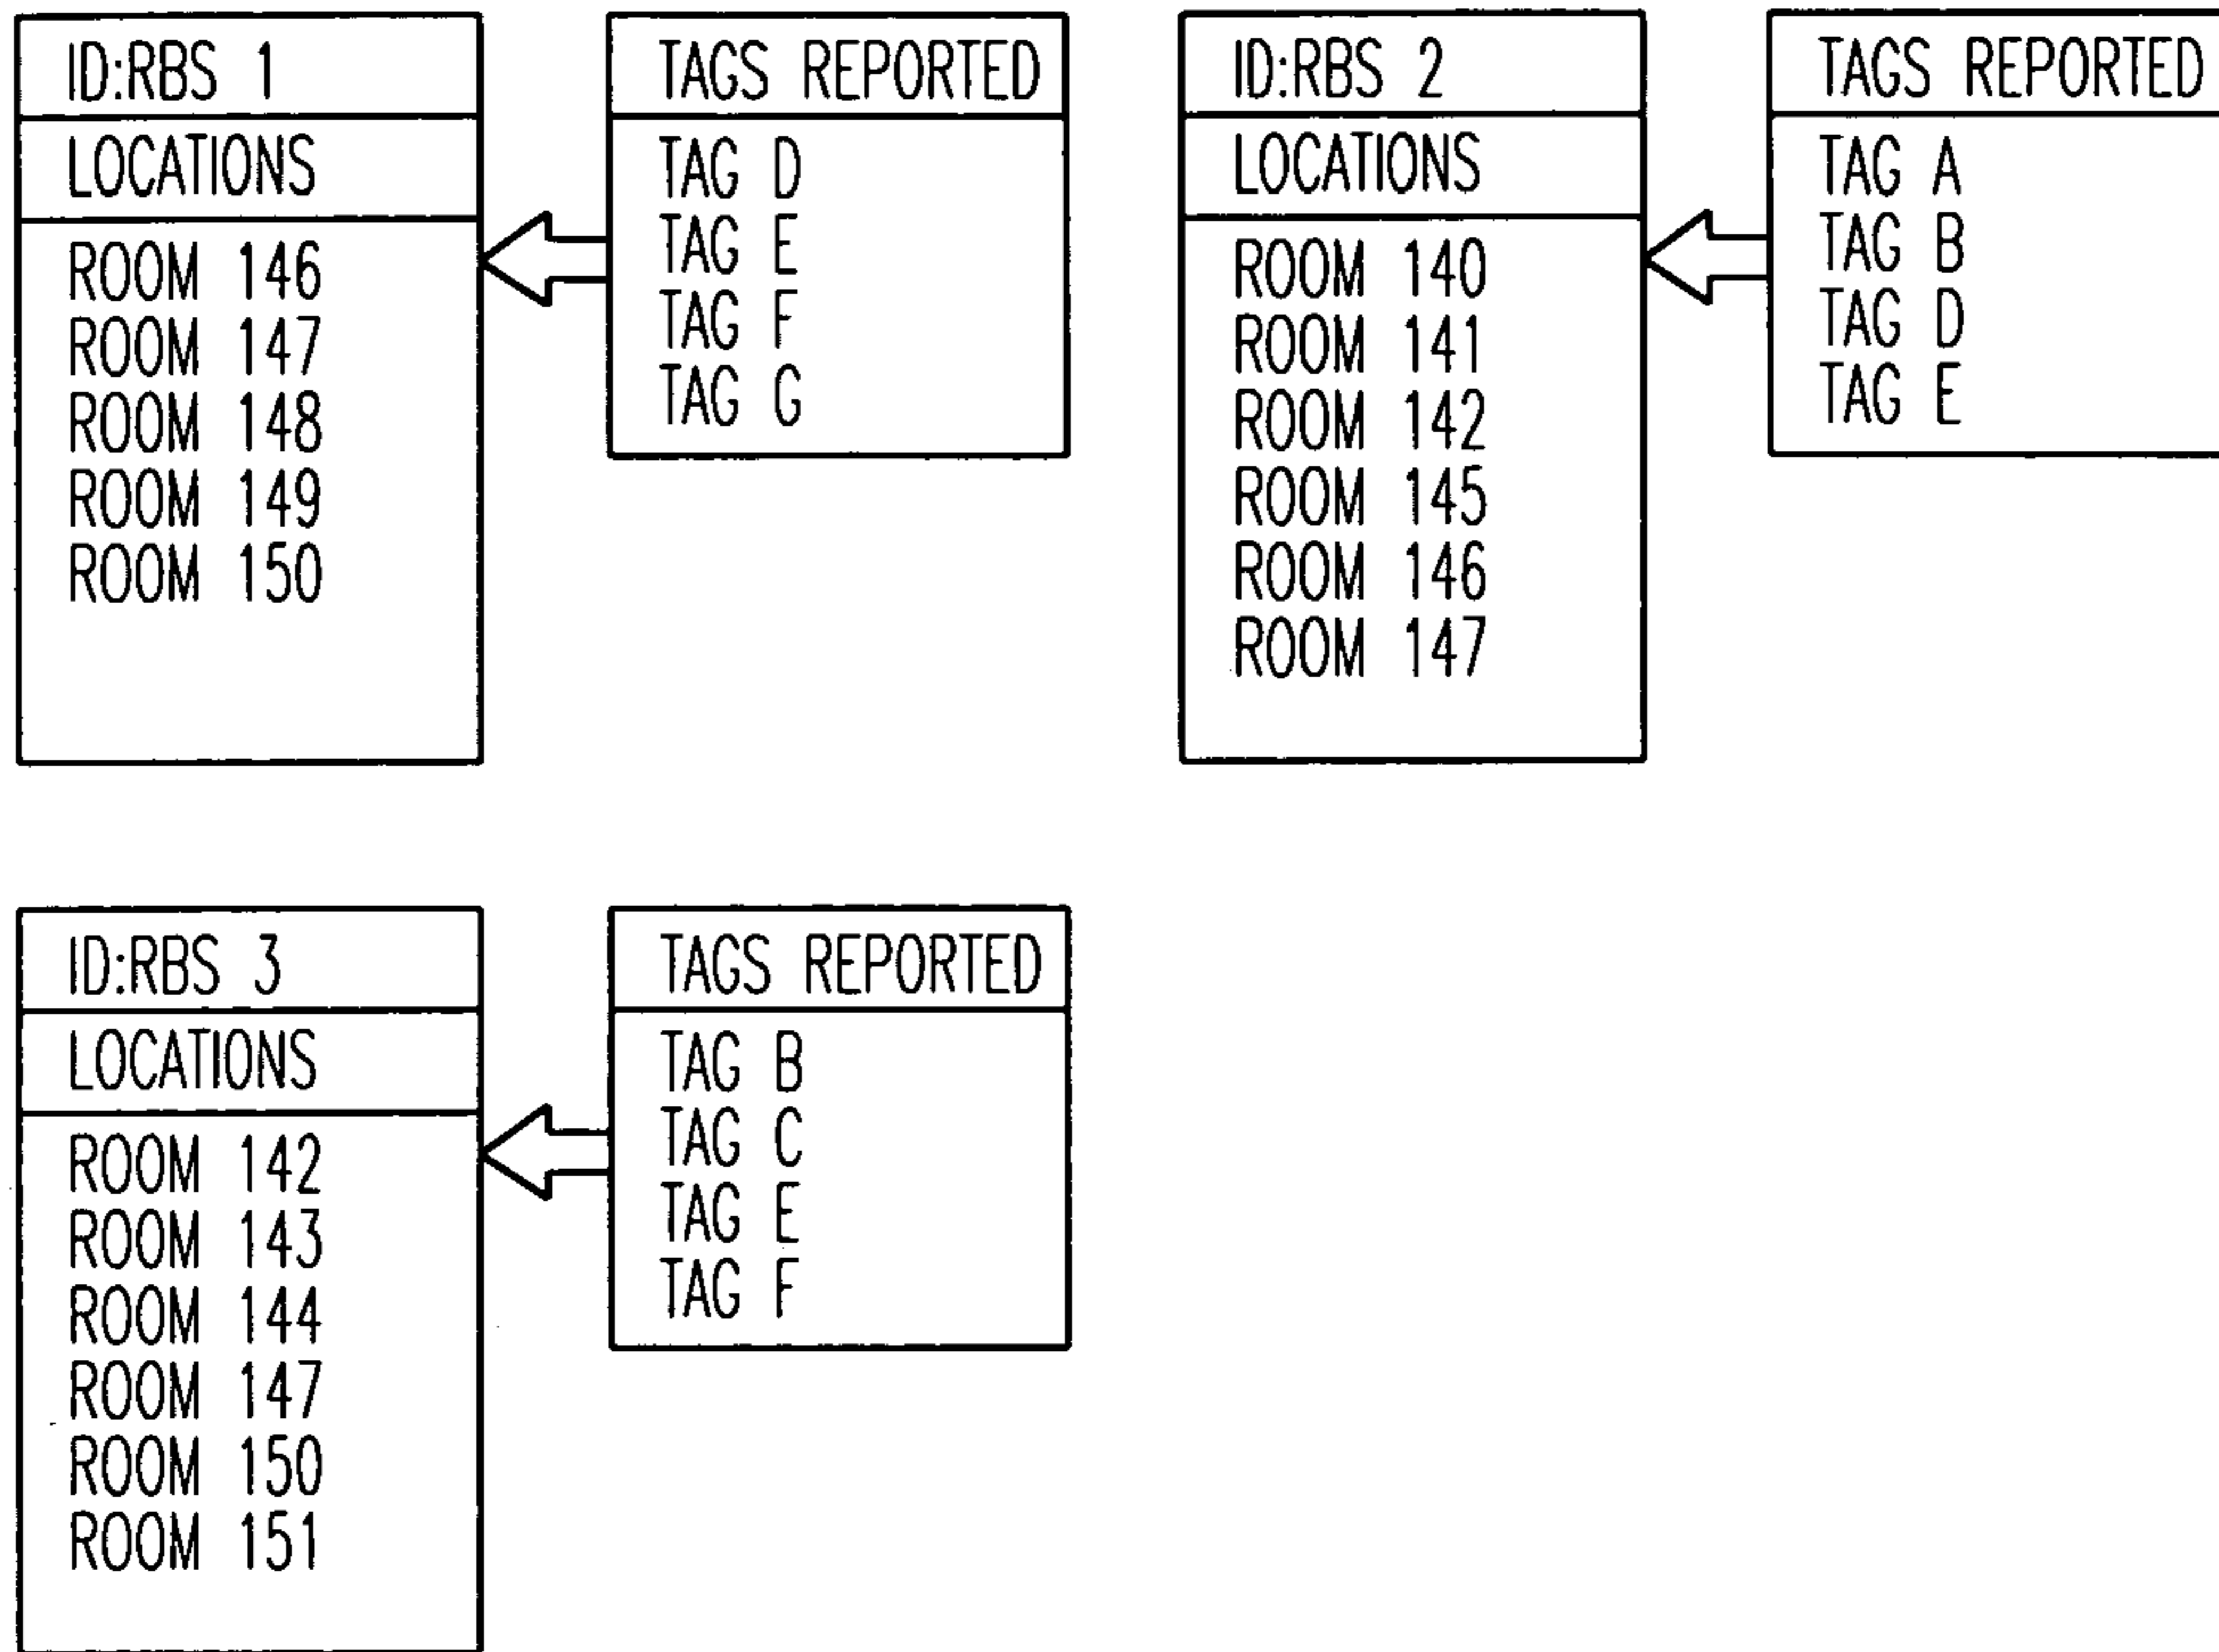 ID:RBS 1
LOCATIONS
ROOM 146
ROOM 147
ROOM 148
ROOM 149
ROOM 150
TAGS REPORTED
TAG D
TAG E
TAG F
TAG G
ID:RBS 2
LOCATIONS
ROOM 140
ROOM 141
ROOM 142
ROOM 145
ROOM 146
ROOM 147
TAGS REPORTED
TAG A
TAG B
TAG D
TAG E
ID:RBS 3
LOCATIONS
ROOM 142
ROOM 143
ROOM 144
ROOM 147
ROOM 150
ROOM 151
TAGS REPORTED
TAG B
TAG C
TAG E
TAG F